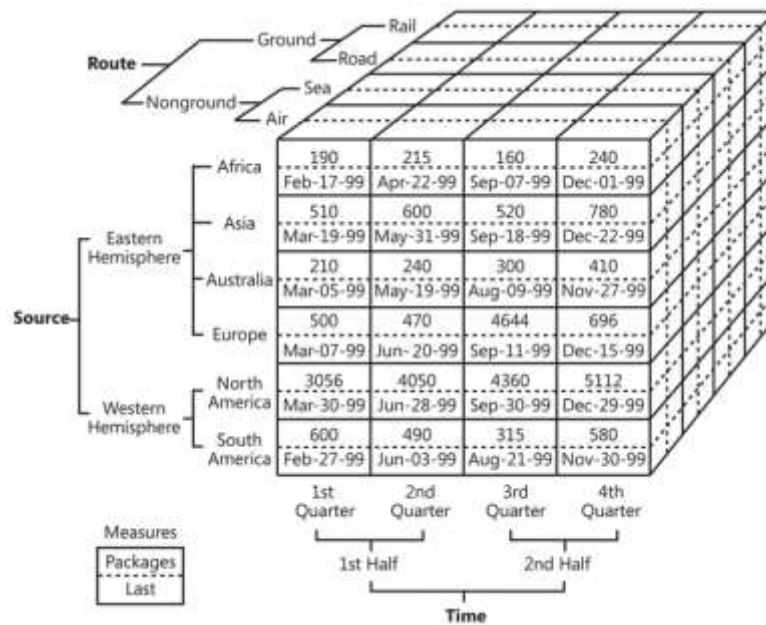 Rail
Ground
Road
Route
Sea
Nonground
Air
190 215 160 240
Africa
Feb-17-99 Apr-22-99 Sep-07-99 Dec-01-99
510 600 520 780
Asia
Mar-19-99 May-31-99 Sep-18-99 Dec-22-99
Eastern
Hemisphere
210 240 300 410
Australia
Mar-05-99 May-19-99 Aug-09-99 Nov-27-99
Source
500 470 4644 696
Europe
Mar-07-99 Jun- 20-99 Sep-11-99 Dec-15-99
North
America
3056 4050 4360 5112
Mar-30-99 Jun-28-99 Sep-30-99 Dec-29-99
Western
Hemisphere
South
America
600 490 315 580
Feb-27-99 Jun-03-99 Aug-21-99 Nov-30-99
1st 2nd 3rd 4th
Quarter Quarter Quarter Quarter
Measures
Packages
Last
1st Half 2nd Half
Time